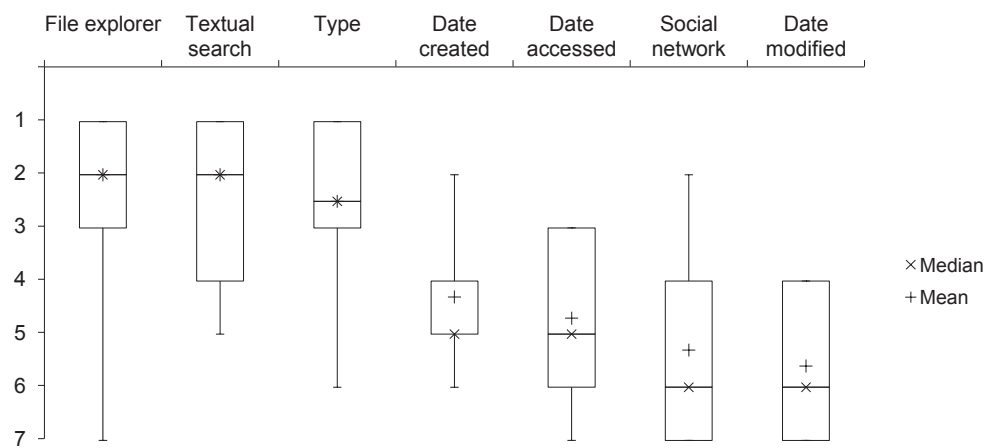 File explorer Textual search Type Date created Date accessed Social network Date modified
1
2
3
4
5
6
7
× Median
+ Mean